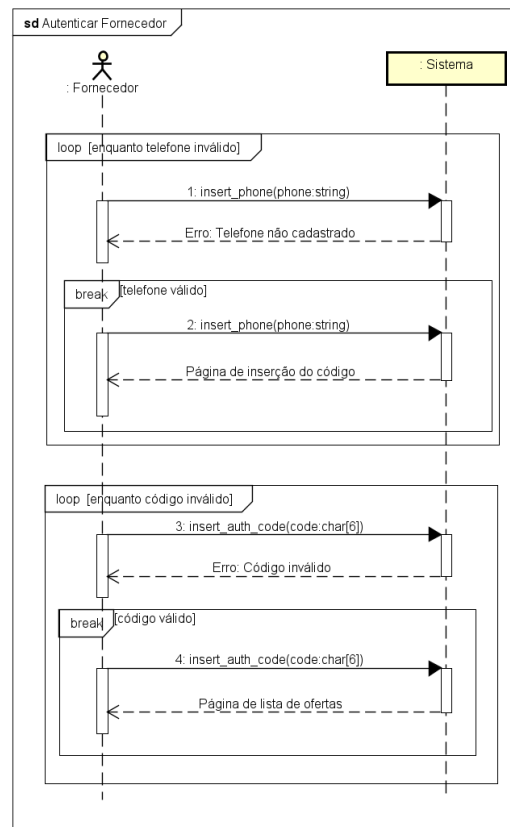 sd Autenticar Fornecedor
: Fornecedor
: Sistema
loop [enquanto telefone inválido]
1: insert_phone(phone:string)
Erro: Telefone não cadastrado
break [telefone válido]
2: insert_phone(phone:string)
Página de inserção do código
loop [enquanto código inválido]
3: insert_auth_code(code:char[6])
Erro: Código inválido
break [código válido]
4: insert_auth_code(code:char[6])
Página de lista de ofertas